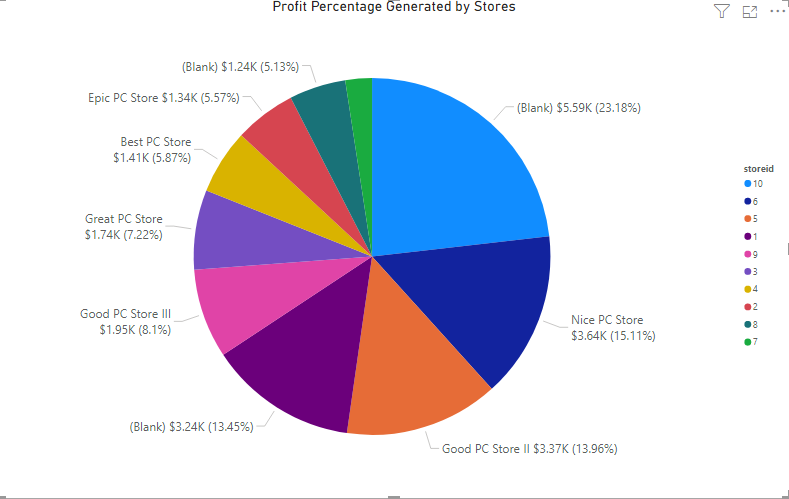 Profit Percentage Generated by Stores
(Blank) $1.24K (5.13%)
Epic PC Store $1.34K (5.57%)
(Blank) $5.59K (23.18%)
Best PC Store
$1.41K (5.87%)
storeid
10
6
5
1
9
3
4
2
8
7
Great PC Store
$1.74K (7.22%)
Good PC Store III
$1.95K (8.1%)
Nice PC Store
$3.64K (15.11%)
(Blank) $3.24K (13.45%)
Good PC Store II $3.37K (13.96%)